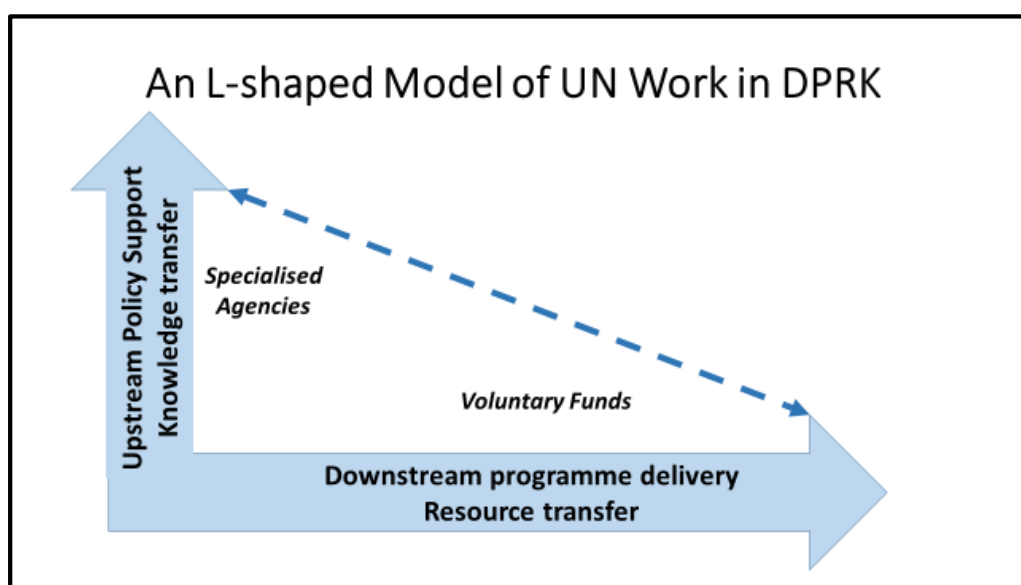 An L-shaped Model of UN Work in DPRK
Upstream Policy Support
Knowledge transfer
Specialised
Agencies
Voluntary Funds
Downstream programme delivery
Resource transfer